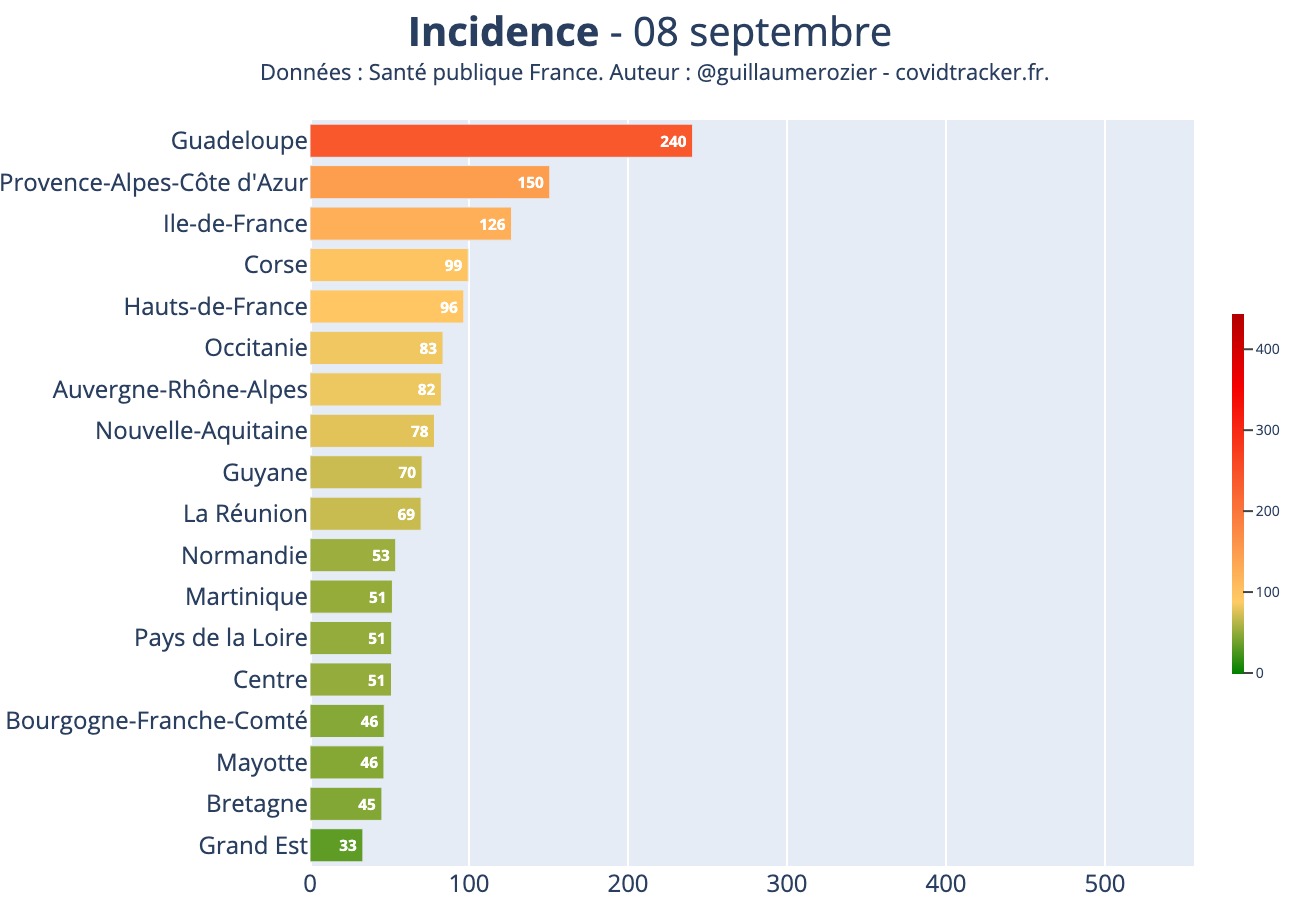 Incidence - 08 septembre
Données : Santé publique France. Auteur : @guillaumerozier - covidtracker.fr.
Guadeloupe 240
Provence-Alpes-Côte d'Azur 150
Ile-de-France 126
Corse 99
Hauts-de-France 96
Occitanie 83
Auvergne-Rhône-Alpes 82
Nouvelle-Aquitaine 78
Guyane 70
La Réunion 69
Normandie 53
Martinique 51
Pays de la Loire 51
Centre 51
Bourgogne-Franche-Comté 46
Mayotte 46
Bretagne 45
Grand Est 33
0 100 200 300 400 500
400
300
200
100
0